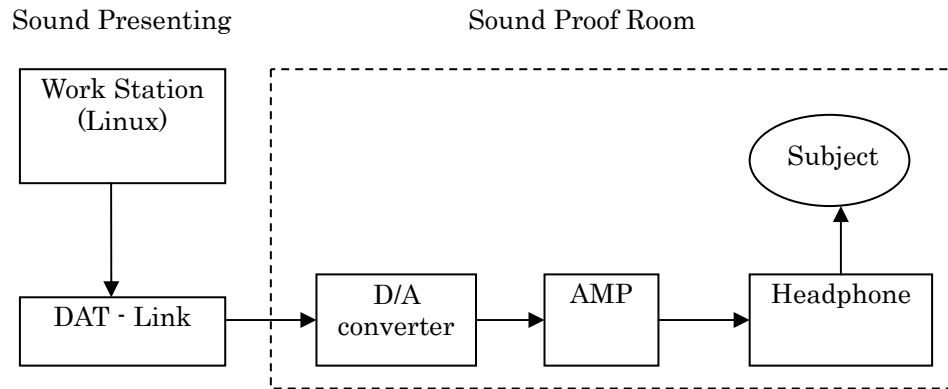 Sound Presenting
Sound Proof Room
Work Station
(Linux)
Subject
DAT - Link
D/A
converter
AMP
Headphone